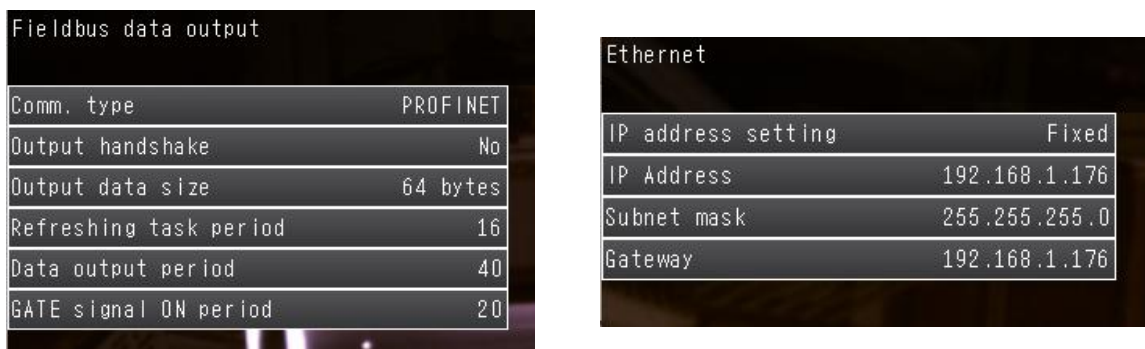 Fieldbus data output
Comm. type PROFINET
Output handshake No
Output data size 64 bytes
Refreshing task period 16
Data output period 40
GATE signal ON period 20
Ethernet
IP address setting Fixed
IP Address 192.168.1.176
Subnet mask 255.255.255.0
Gateway 192.168.1.176